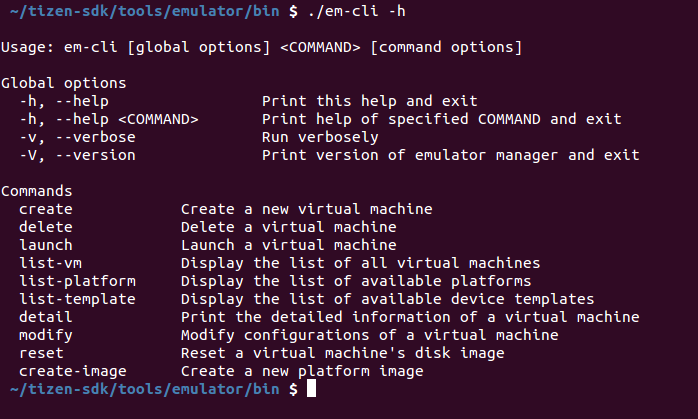 ~/tizen-sdk/tools/emulator/bin $ ./em-cli -h
Usage: em-cli [global options] <COMMAND> [command options]
Global options
-h, --help Print this help and exit
-h, --help <COMMAND> Print help of specified COMMAND and exit
-v, --verbose Run verbosely
-V, --version Print version of emulator manager and exit
Commands
create Create a new virtual machine
delete Delete a virtual machine
launch Launch a virtual machine
list-vm Display the list of all virtual machines
list-platform Display the list of available platforms
list-template Display the list of available device templates
detail Print the detailed information of a virtual machine
modify Modify configurations of a virtual machine
reset Reset a virtual machine's disk image
create-image Create a new platform image
~/tizen-sdk/tools/emulator/bin $